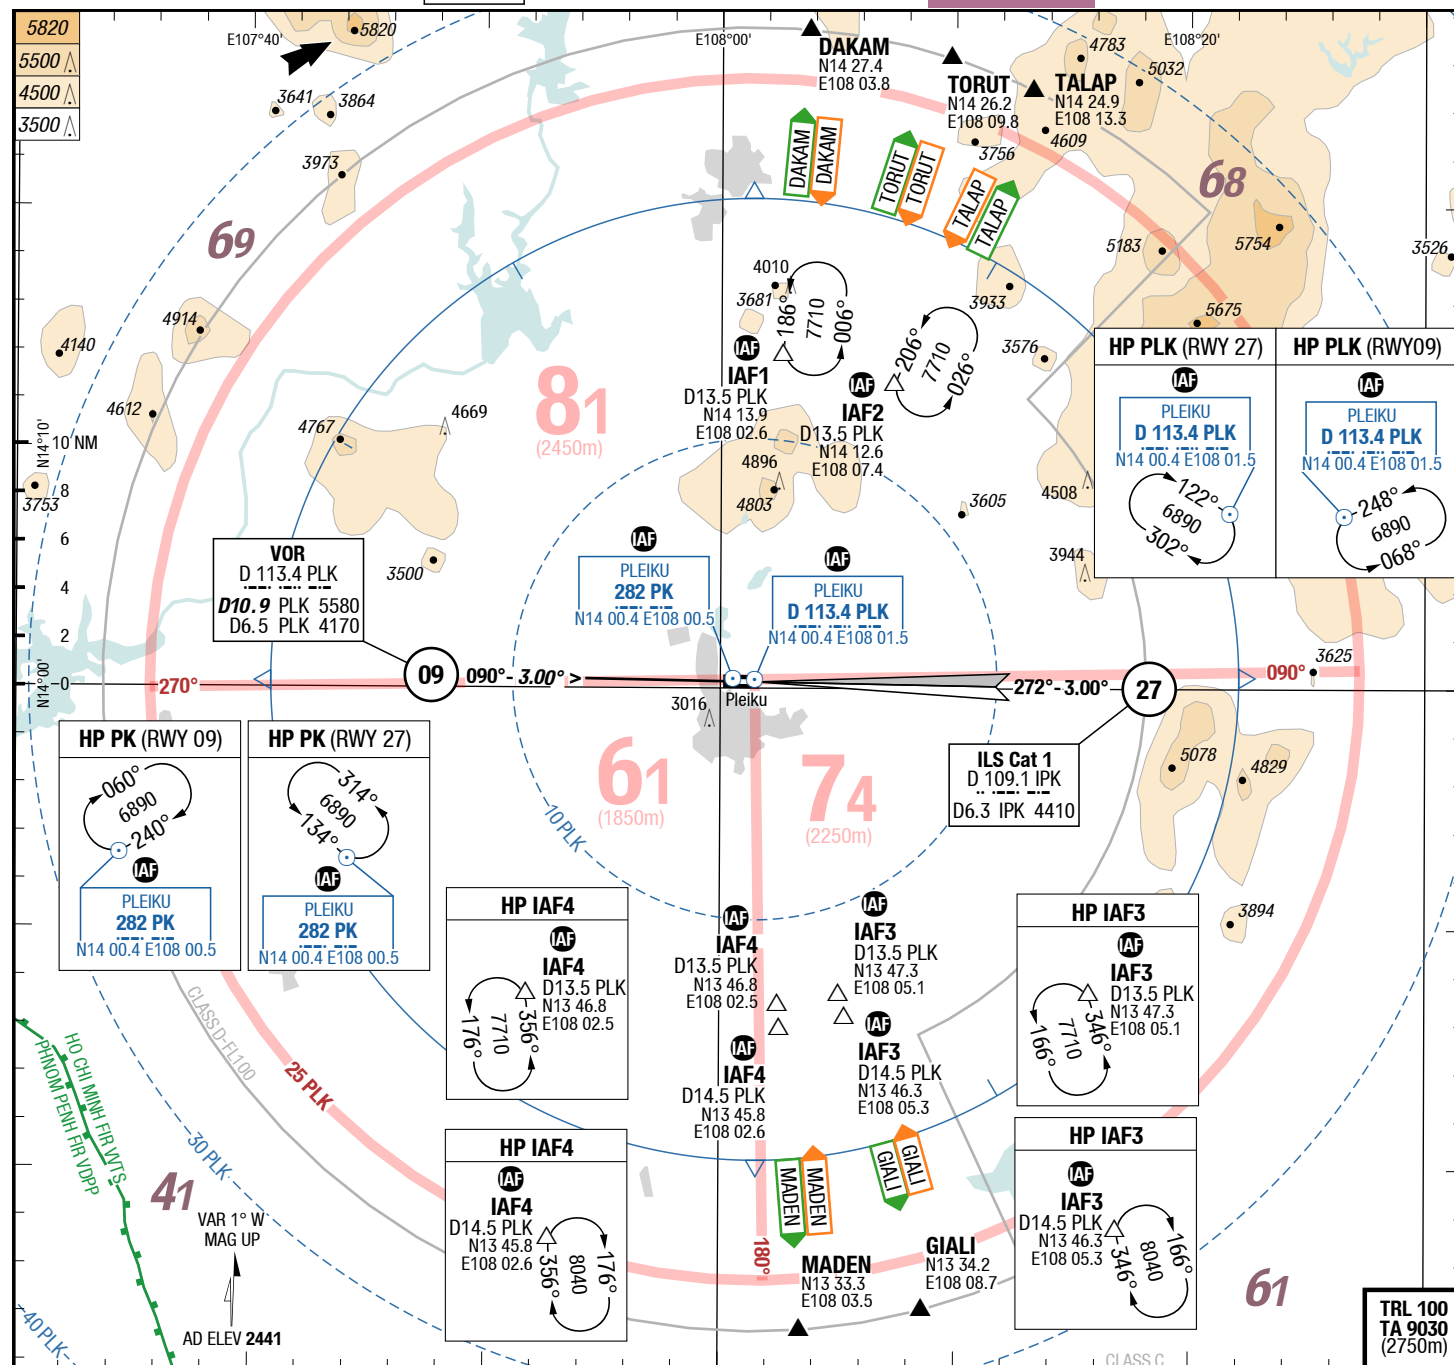 5820
5500
4500
3500
E107°40'
5820
E108°00'
E108°20'
DAKAM
N14 27.4
E108 03.8
TORUT
N14 26.2
E108 09.8
TALAP
N14 24.9
E108 13.3
4783
5032
4609
3756
3641
3864
3973
DAKAM
DAKAM
TORUT
TORUT
TALAP
TALAP
68
69
5183
5754
3526
5675
3933
3576
4010
3681
186°
7710
006°
206°
7710
026°
4914
4140
4612
4767
4669
81
(2450m)
IAF
IAF1
D13.5 PLK
N14 13.9
E108 02.6
IAF
IAF2
D13.5 PLK
N14 12.6
E108 07.4
4896
4803
3605
4508
3944
HP PLK (RWY 27)
IAF
PLEIKU
D 113.4 PLK
N14 00.4 E108 01.5
122°
6890
302°
HP PLK (RWY09)
IAF
PLEIKU
D 113.4 PLK
N14 00.4 E108 01.5
248°
6890
068°
N14°10'
10 NM
8
6
4
2
0
N14°00'
3753
3500
VOR
D 113.4 PLK
D10.9 PLK 5580
D6.5 PLK 4170
IAF
PLEIKU
282 PK
N14 00.4 E108 00.5
IAF
PLEIKU
D 113.4 PLK
N14 00.4 E108 01.5
270°
09
090°- 3.00° >
272°-3.00°
27
090°
3625
3016
Pleiku
HP PK (RWY 09)
060°
6890
240°
IAF
PLEIKU
282 PK
N14 00.4 E108 00.5
HP PK (RWY 27)
314°
6890
134°
IAF
PLEIKU
282 PK
N14 00.4 E108 00.5
61
(1850m)
74
(2250m)
ILS Cat 1
D 109.1 IPK
D6.3 IPK 4410
5078
4829
3894
10 PLK
HP IAF4
IAF
IAF4
D13.5 PLK
N13 46.8
E108 02.5
176°
7710
356°
IAF
IAF4
D13.5 PLK
N13 46.8
E108 02.5
IAF
IAF3
D13.5 PLK
N13 47.3
E108 05.1
HP IAF3
IAF
IAF3
D13.5 PLK
N13 47.3
E108 05.1
166°
7710
346°
IAF
IAF4
D14.5 PLK
N13 45.8
E108 02.6
IAF
IAF3
D14.5 PLK
N13 46.3
E108 05.3
CLASS D-FL100
25 PLK
30 PLK
40 PLK
HO CHI MINH FIR VVTS
PHNOM PENH FIR VDPP
41
VAR 1° W
MAG UP
AD ELEV 2441
HP IAF4
IAF
IAF4
D14.5 PLK
N13 45.8
E108 02.6
356°
8040
176°
MADEN
MADEN
GIALI
GIALI
180°
MADEN
N13 33.3
E108 03.5
GIALI
N13 34.2
E108 08.7
HP IAF3
IAF
IAF3
D14.5 PLK
N13 46.3
E108 05.3
346°
8040
166°
61
CLASS C
TRL 100
TA 9030
(2750m)